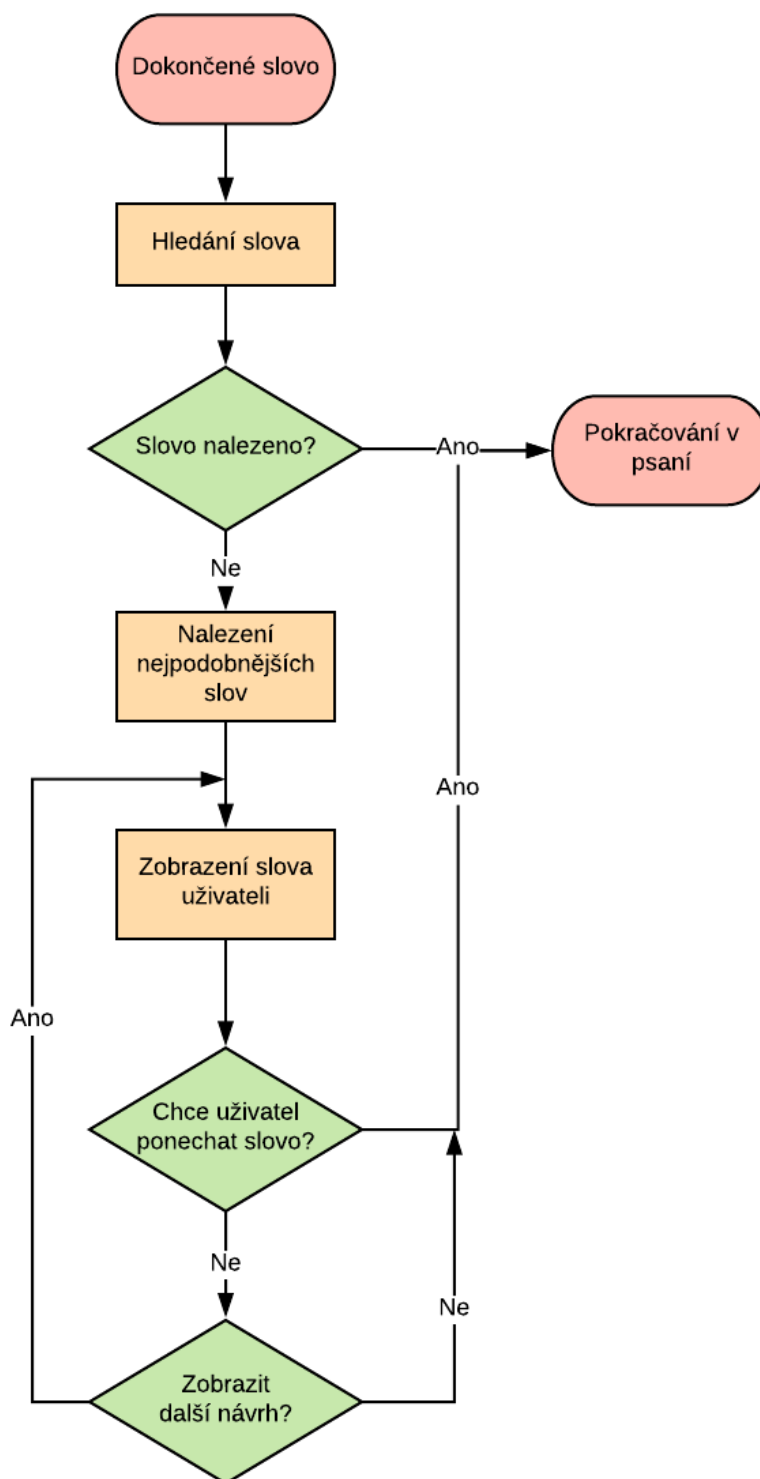 Dokončené slovo
Hledání slova
Slovo nalezeno?
Ano
Pokračování v
psaní
Ne
Nalezení
nejpodobnějších
slov
Ano
Zobrazení slova
uživateli
Ano
Chce uživatel
ponechat slovo?
Ne
Ne
Zobrazit
další návrh?